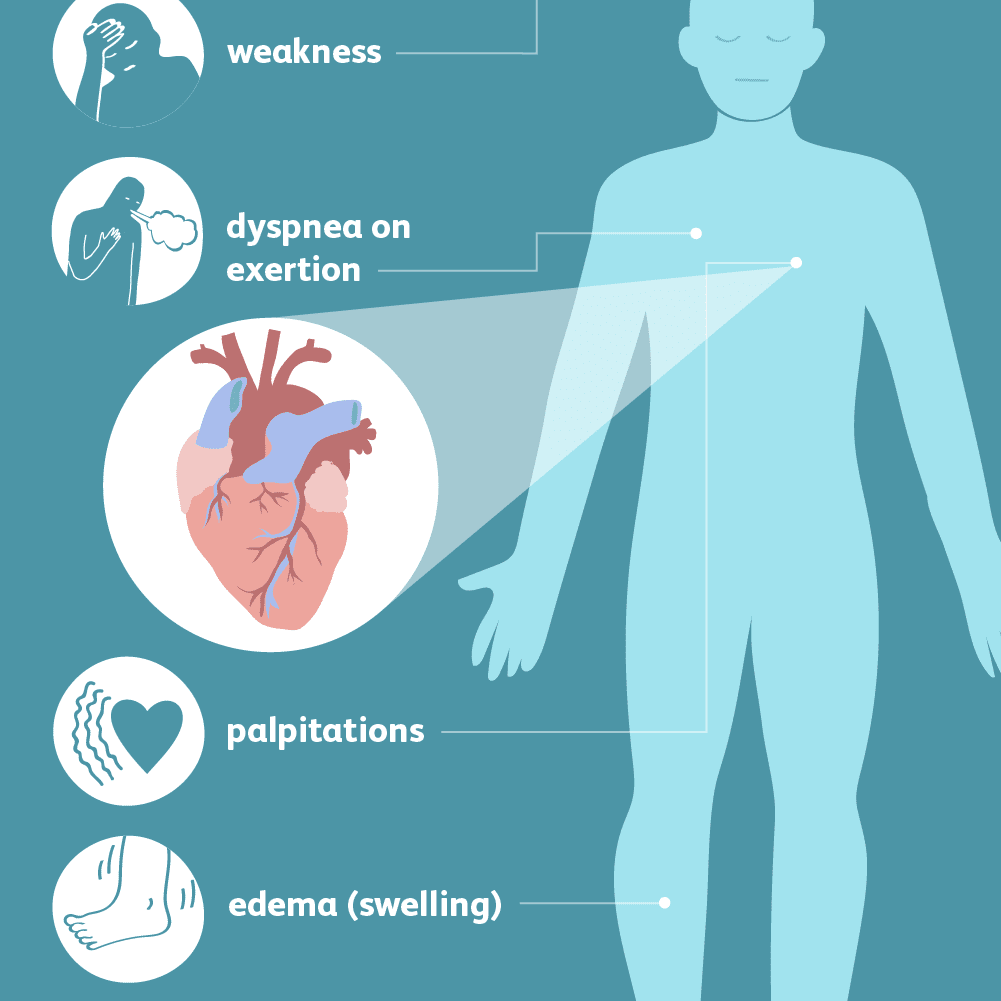 weakness
dyspnea on
exertion
palpitations
edema (swelling)